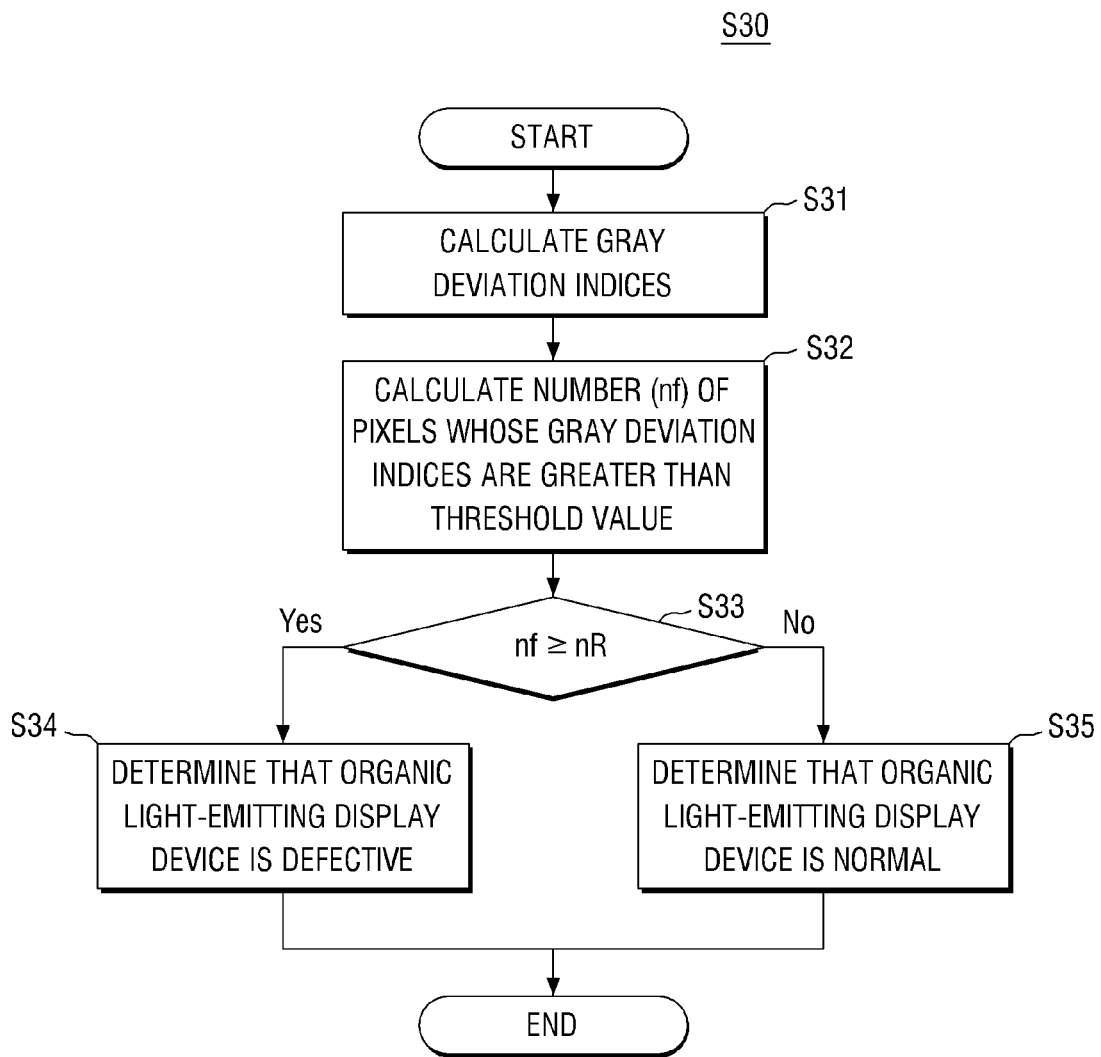 S30
START
S31
CALCULATE GRAY
DEVIATION INDICES
S32
CALCULATE NUMBER (nf) OF
PIXELS WHOSE GRAY DEVIATION
INDICES ARE GREATER THAN
THRESHOLD VALUE
S33
Yes
nf ≥ nR
No
S34
DETERMINE THAT ORGANIC
LIGHT-EMITTING DISPLAY
DEVICE IS DEFECTIVE
S35
DETERMINE THAT ORGANIC
LIGHT-EMITTING DISPLAY
DEVICE IS NORMAL
END